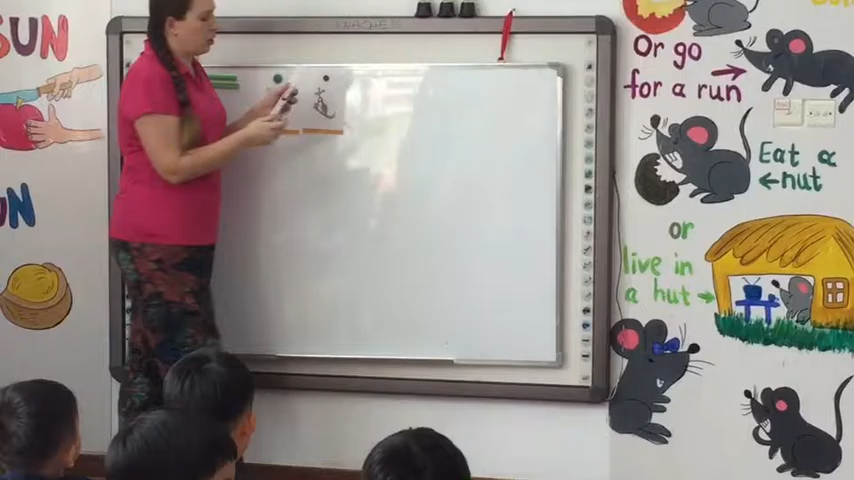 SUN
UN
Or go
for a run
Eat a
nut
or
live in
a hut